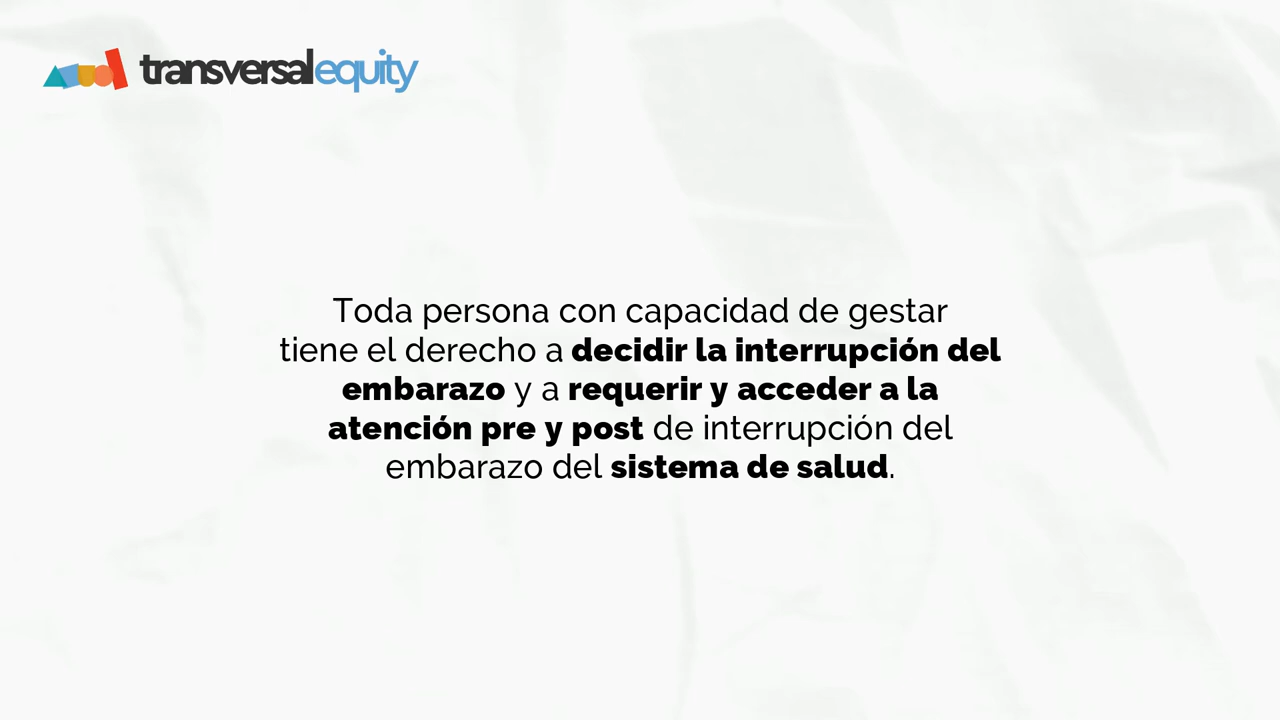 transversalequity
Toda persona con capacidad de gestar
tiene el derecho a decidir la interrupción del
embarazo y a requerir y acceder a la
atención pre y post de interrupción del
embarazo del sistema de salud.